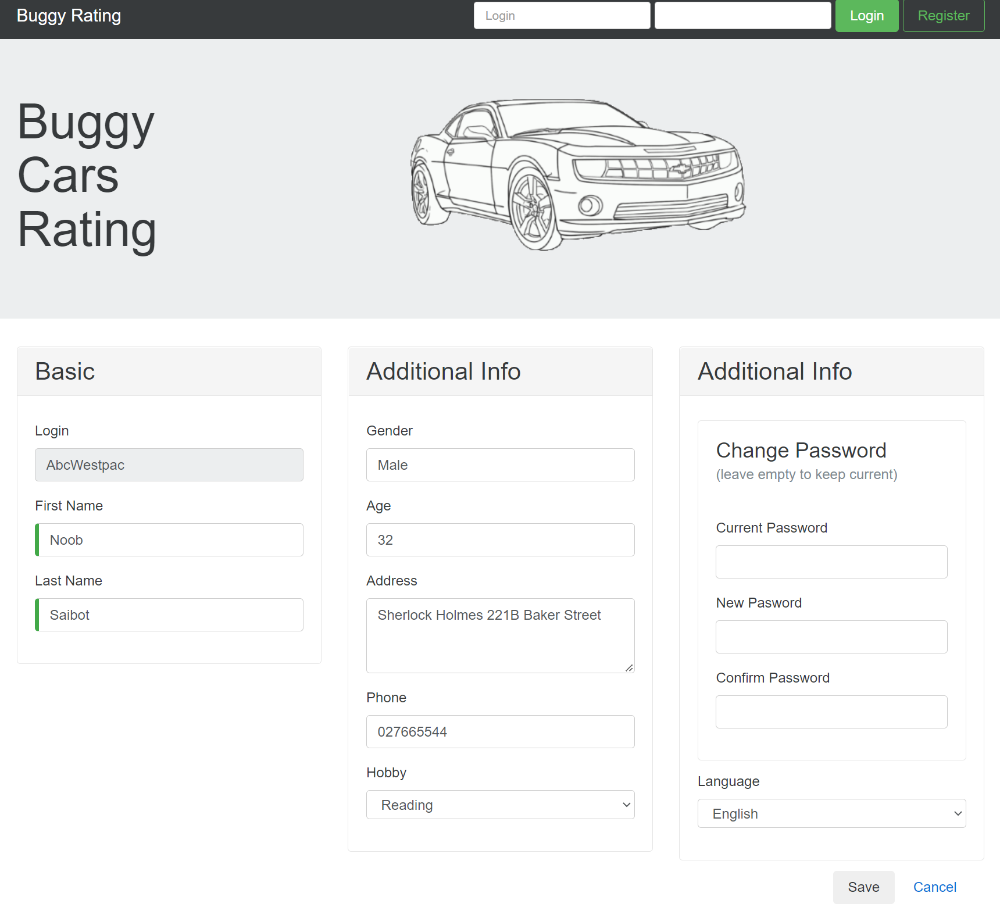 Buggy Rating
Login
Login
Register
Buggy
Cars
Rating
Basic
Login
AbcWestpac
First Name
Noob
Last Name
Saibot
Additional Info
Gender
Male
Age
32
Address
Sherlock Holmes 221B Baker Street
Phone
027665544
Hobby
Reading
Additional Info
Change Password
(leave empty to keep current)
Current Password
New Pasword
Confirm Password
Language
English
Save
Cancel